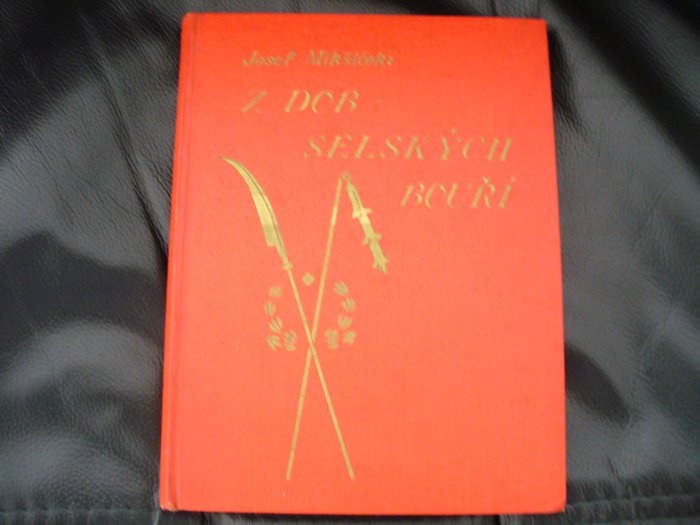 Josef Mikšíček:
Z DOB
SELSKÝCH
BOUŘÍ